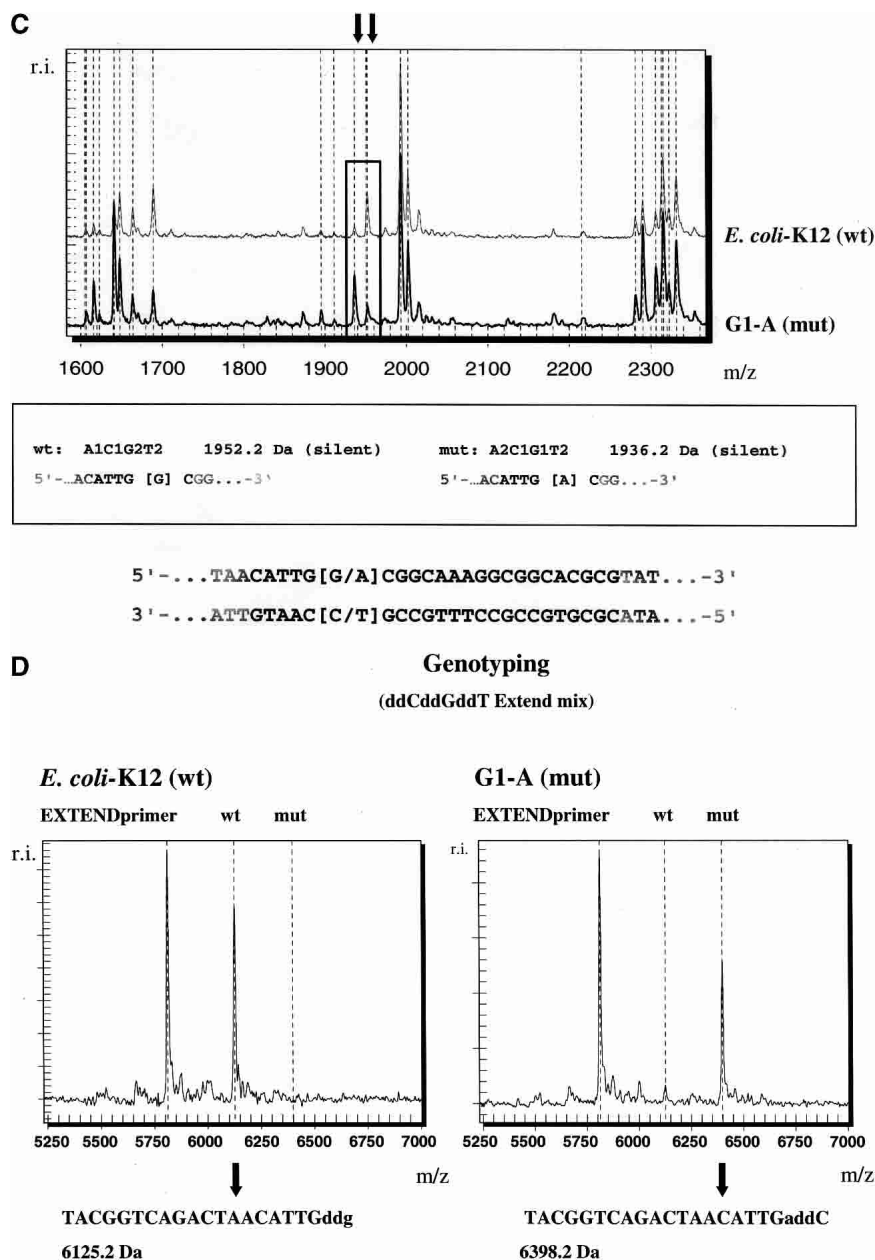 C
r.i.
E. coli-K12 (wt)
G1-A (mut)
1600 1700 1800 1900 2000 2100 2200 2300
m/z
wt: A1C1G2T2 1952.2 Da (silent) mut: A2C1G1T2 1936.2 Da (silent)
5'-…ACATTG [G] CGG...-3' 5'-…ACATTG [A] CGG...-3'
5'-...TAACATTG[G/A]CGGCAAAGGCGGCACGCGTAT...-3'
3'-...ATTGTAAC[C/T]GCCGTTTCCGCCGTGCGCATA...-5'
D
Genotyping
(ddCddGddT Extend mix)
E. coli-K12 (wt) G1-A (mut)
EXTENDprimer wt mut EXTENDprimer wt mut
r.i. r.i.
5250 5500 5750 6000 6250 6500 6750 7000 5250 5500 5750 6000 6250 6500 6750 7000
m/z m/z
TACGGTCAGACTAACATTGddg TACGGTCAGACTAACATTGaddC
6125.2 Da 6398.2 Da